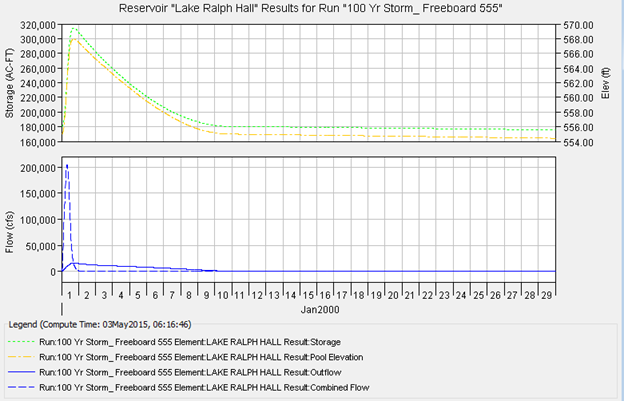 Reservoir "Lake Ralph Hall" Results for Run "100 Yr Storm_ Freeboard 555"
Storage (AC-FT)
320,000
300,000
280,000
260,000
240,000
220,000
200,000
180,000
160,000
570.00
568.00
566.00
564.00
562.00
560.00
558.00
556.00
554.00
Elev (ft)
Flow (cfs)
200,000
150,000
100,000
50,000
0
1 2 3 4 5 6 7 8 9 10 11 12 13 14 15 16 17 18 19 20 21 22 23 24 25 26 27 28 29
Jan2000
Legend (Compute Time: 03May2015, 06:16:46)
Run:100 Yr Storm_ Freeboard 555 Element:LAKE RALPH HALL Result:Storage
Run:100 Yr Storm_ Freeboard 555 Element:LAKE RALPH HALL Result:Pool Elevation
Run:100 Yr Storm_ Freeboard 555 Element:LAKE RALPH HALL Result:Outflow
Run:100 Yr Storm_ Freeboard 555 Element:LAKE RALPH HALL Result:Combined Flow